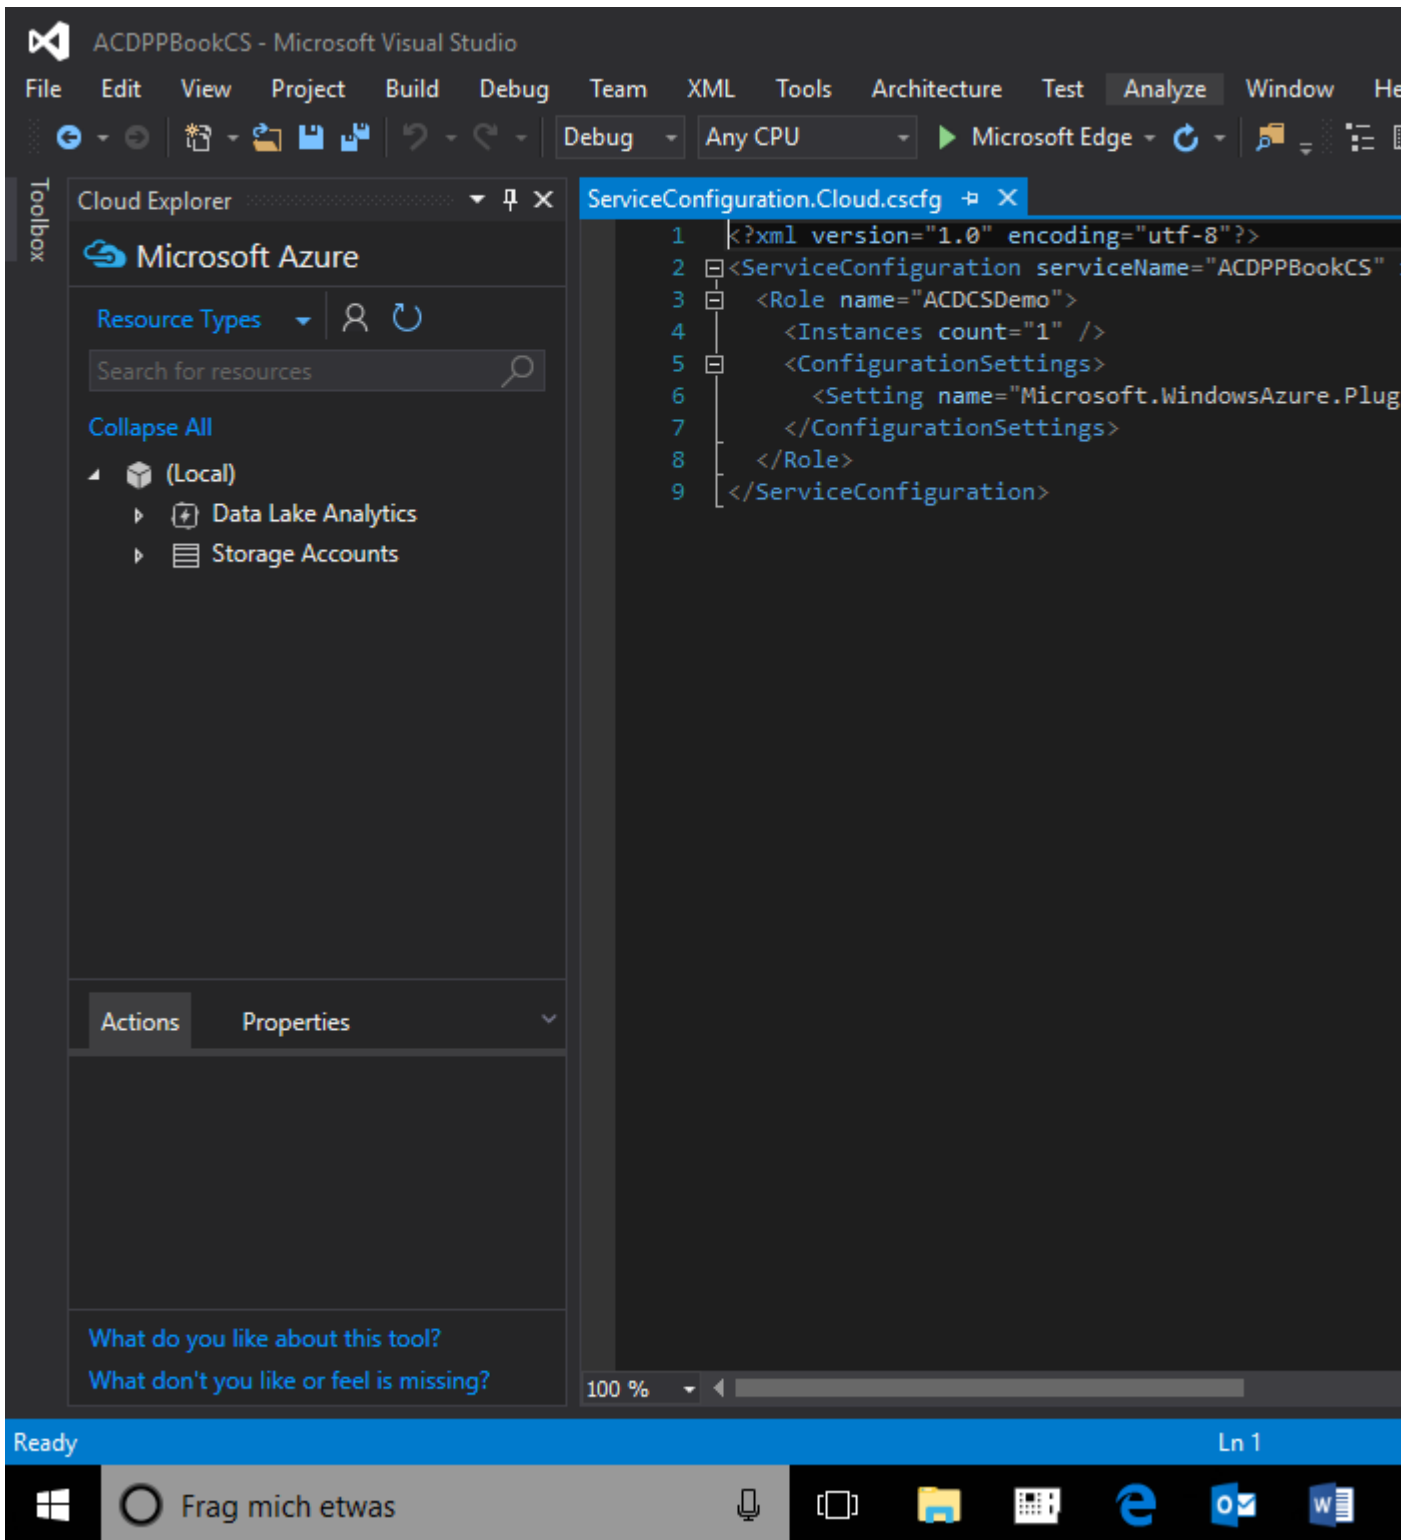 ACDPPBookCS - Microsoft Visual Studio
File Edit View Project Build Debug Team XML Tools Architecture Test Analyze Window He
Debug Any CPU Microsoft Edge
Toolbox
Cloud Explorer
Microsoft Azure
Resource Types
Search for resources
Collapse All
(Local)
Data Lake Analytics
Storage Accounts
Actions Properties
What do you like about this tool?
What don't you like or feel is missing?
ServiceConfiguration.Cloud.cscfg
1 <?xml version="1.0" encoding="utf-8"?>
2 <ServiceConfiguration serviceName="ACDPPBookCS"
3 <Role name="ACDCSDemo">
4 <Instances count="1" />
5 <ConfigurationSettings>
6 <Setting name="Microsoft.WindowsAzure.Plug
7 </ConfigurationSettings>
8 </Role>
9 </ServiceConfiguration>
100 %
Ready Ln 1
Frag mich etwas